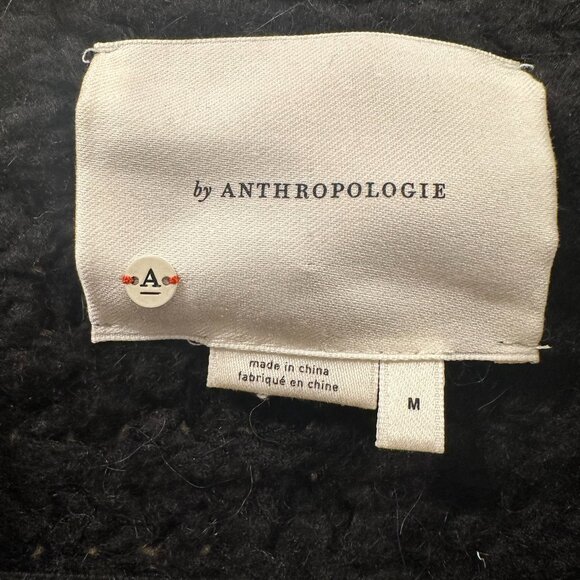 by ANTHROPOLOGIE
A
made in china
fabriqué en chine
M